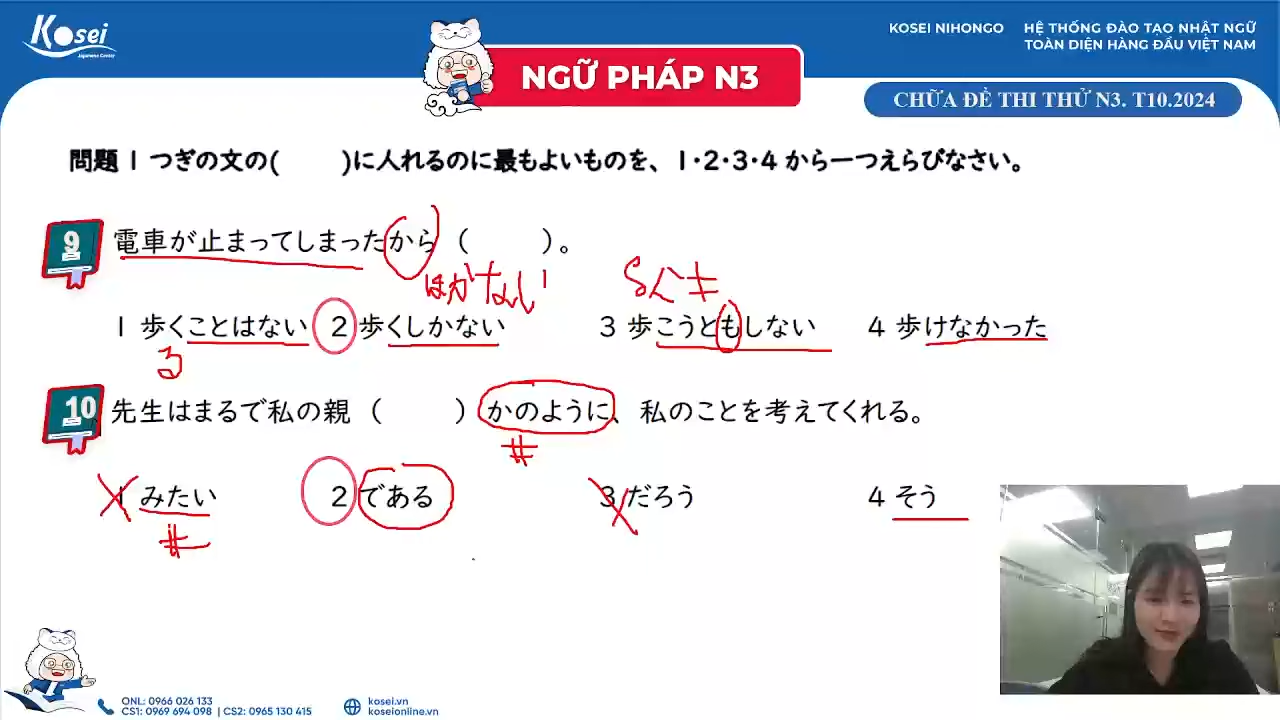 Kosei
Japanese Center
KOSEI NIHONGO HỆ THỐNG ĐÀO TẠO NHẬT NGỮ
TOÀN DIỆN HÀNG ĐẦU VIỆT NAM
NGỮ PHÁP N3
CHỮA ĐỀ THI THỬ N3. T10.2024
問題1 つぎの文の( )に人れるのに最もよいものを、1・2・3・4 から一つえらびなさい。
9 電車が止まってしまったから ( )。
ほかない
1 歩くことはない 2 歩くしかない 3 歩こうともしない 4 歩けなかった
る
10 先生はまるで私の親 ( ) かのように、私のことを考えてくれる。
1 みたい 2 である 3 だろう 4 そう
ONL: 0966 026 133
CS1: 0969 694 098 | CS2: 0965 130 415
kosei.vn
koseionline.vn